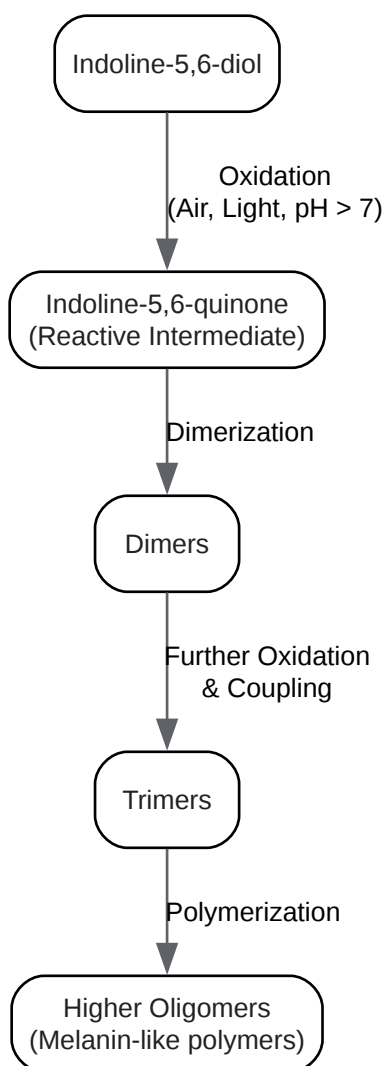 Indoline-5,6-diol
Oxidation
(Air, Light, pH > 7)
Indoline-5,6-quinone
(Reactive Intermediate)
Dimerization
Dimers
Further Oxidation
& Coupling
Trimers
Polymerization
Higher Oligomers
(Melanin-like polymers)